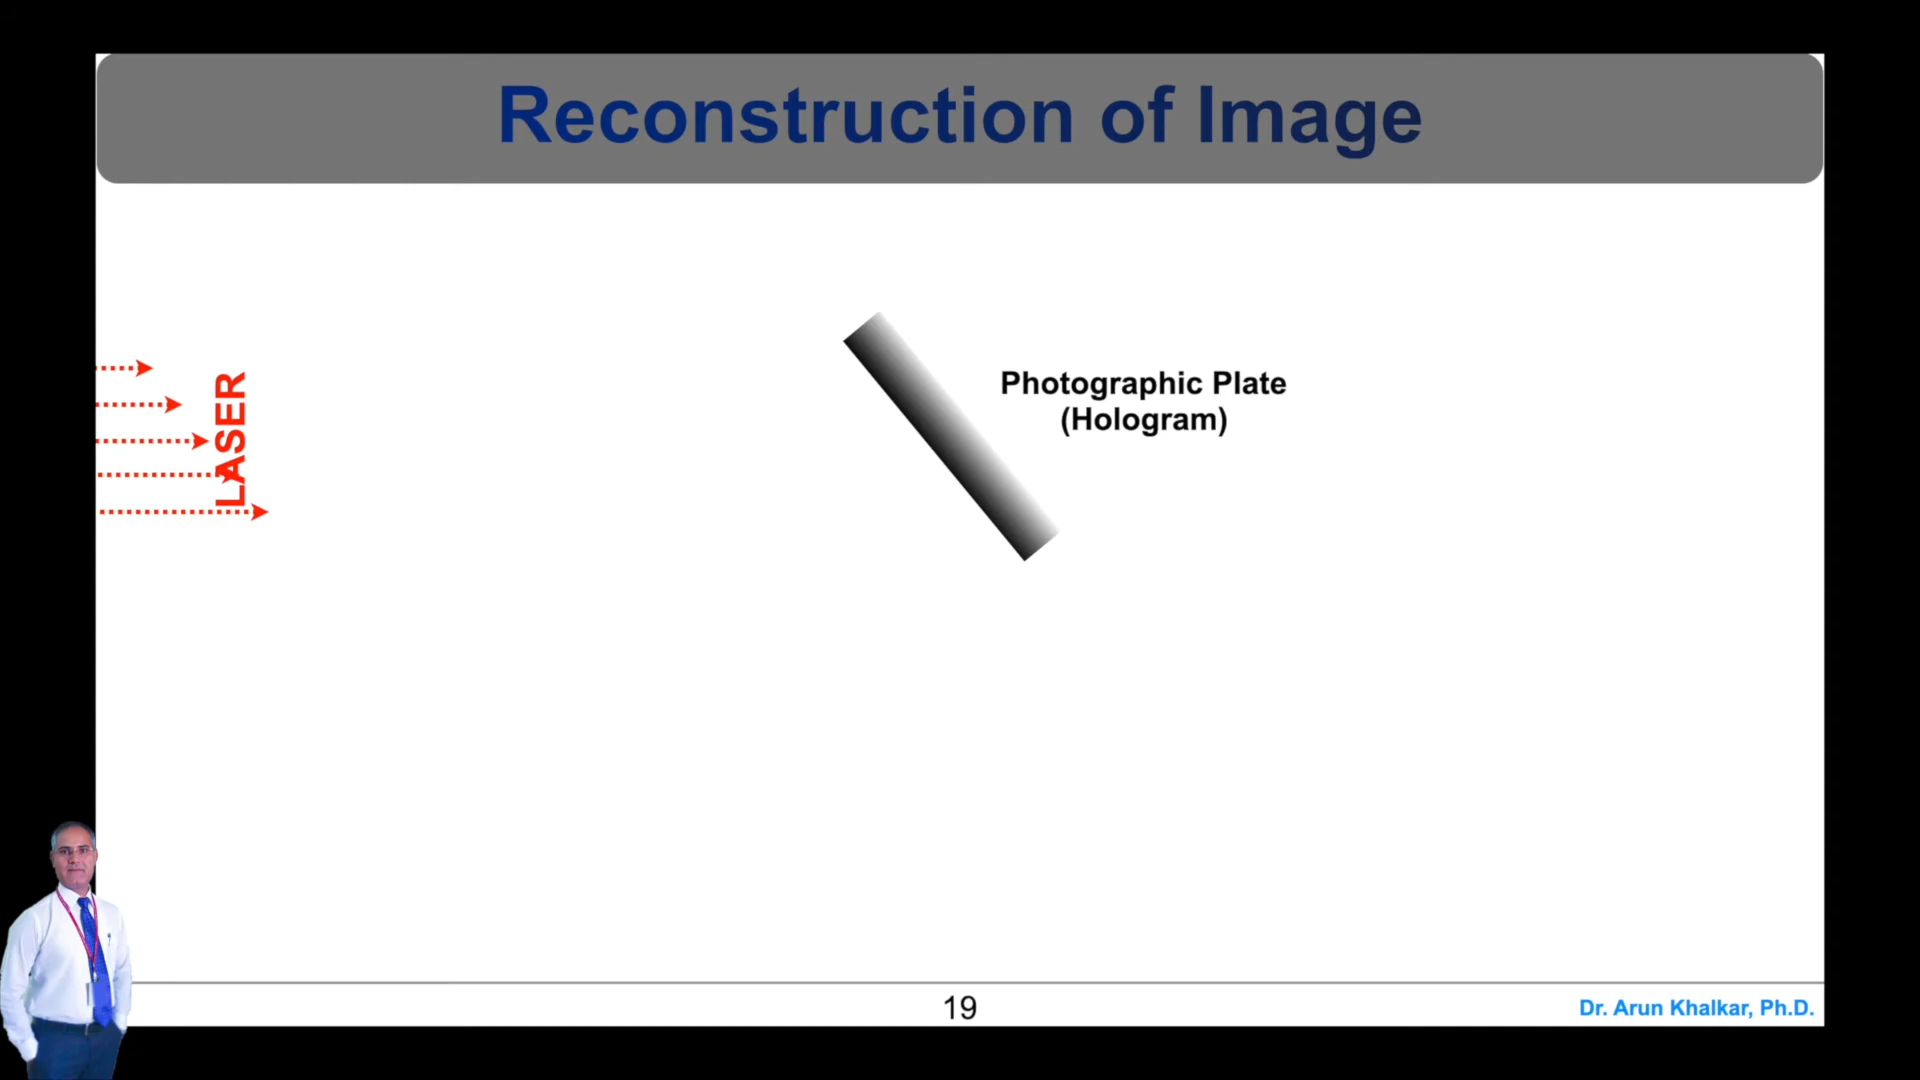 Reconstruction of Image
LASER
Photographic Plate
(Hologram)
19
Dr. Arun Khalkar, Ph.D.